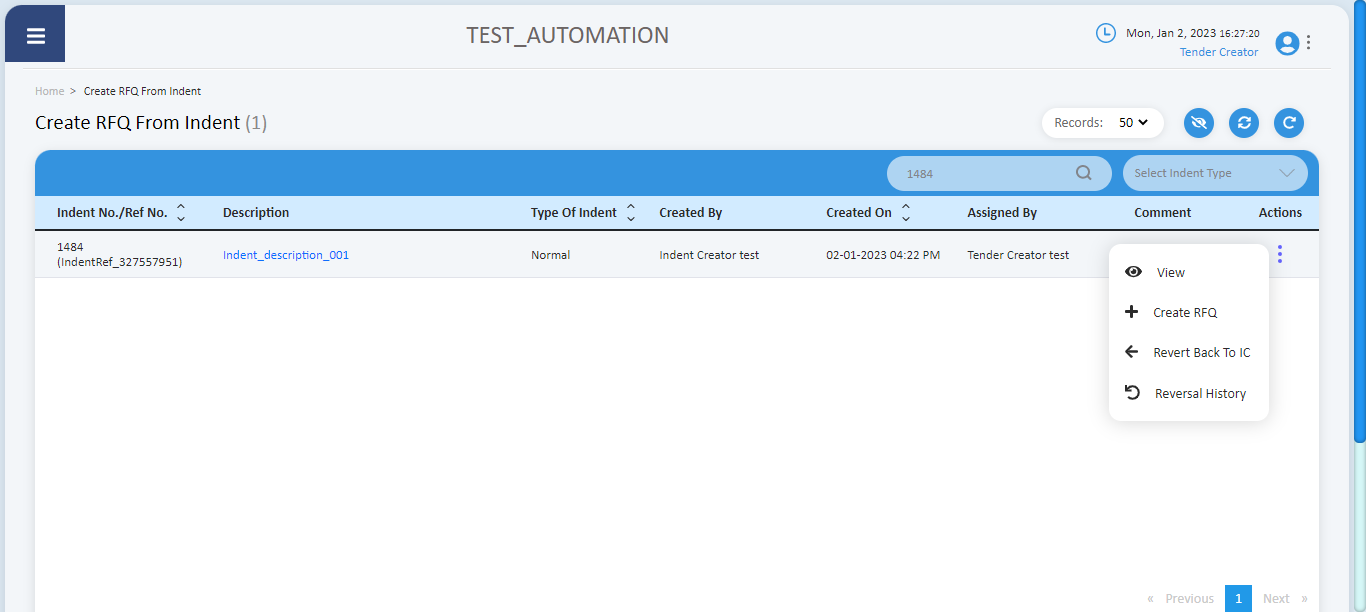 TEST_AUTOMATION
Mon, Jan 2, 2023 16:27:20
Tender Creator
Home > Create RFQ From Indent
Create RFQ From Indent (1)
Records: 50
1484
Select Indent Type
Indent No./Ref No. Description Type Of Indent Created By Created On Assigned By Comment Actions
1484
(IndentRef_327557951)
Indent_description_001 Normal Indent Creator test 02-01-2023 04:22 PM Tender Creator test
View
Create RFQ
Revert Back To IC
Reversal History
« Previous 1 Next »